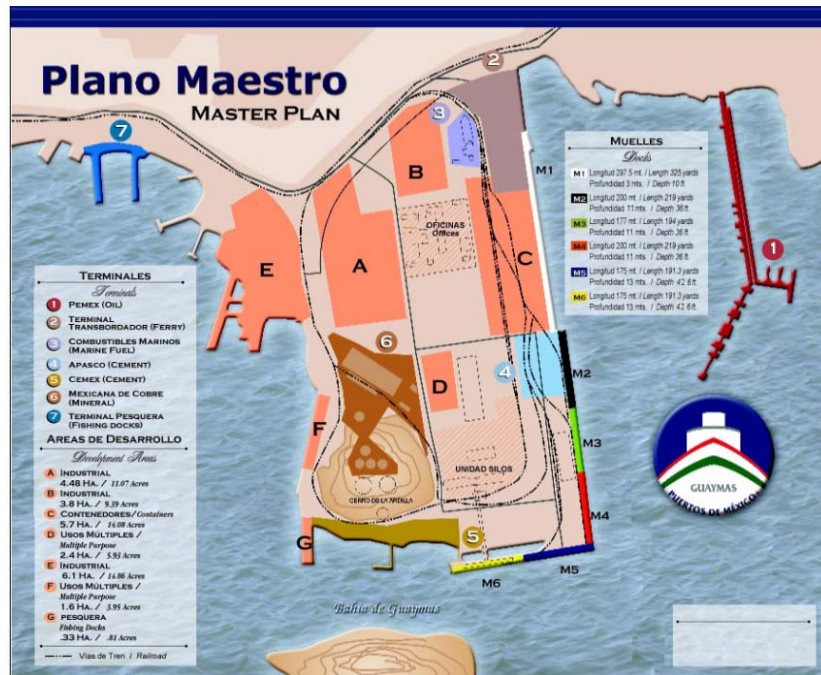 Plano Maestro
MASTER PLAN
2
7
3
B
M1
OFICINAS
Offices
E
A
C
1
6
D
4
M2
F
M3
UNIDAD SILOS
CERRO DE LA ARDILLA
M4
G
5
M5
M6
Bahía de Guaymas
MUELLES
Docks
M1 Longitud 297.5 mt. / Length 325 yards
Profundidad 3 mts. / Depth 10 ft.
M2 Longitud 200 mt. / Length 219 yards
Profundidad 11 mts. / Depth 36 ft.
M3 Longitud 177 mt. / Length 194 yards
Profundidad 11 mts. / Depth 36 ft.
M4 Longitud 200 mt. / Length 219 yards
Profundidad 11 mts. / Depth 36 ft.
M5 Longitud 175 mt. / Length 191.3 yards
Profundidad 13 mts. / Depth 42.6 ft.
M6 Longitud 175 mt. / Length 191.3 yards
Profundidad 13 mts. / Depth 42.6 ft.
GUAYMAS
PUERTOS DE MÉXICO
TERMINALES
Terminals
1 PEMEX (OIL)
2 TERMINAL
TRANSBORDADOR (FERRY)
3 COMBUSTIBLES MARINOS
(MARINE FUEL)
4 APASCO (CEMENT)
5 CEMEX (CEMENT)
6 MEXICANA DE COBRE
(MINERAL)
7 TERMINAL PESQUERA
(FISHING DOCKS)
AREAS DE DESARROLLO
Development Areas
A INDUSTRIAL
4.48 HA. / 11.07 Acres
B INDUSTRIAL
3.8 HA. / 9.39 Acres
C CONTENEDORES/Containers
5.7 HA. / 14.08 Acres
D USOS MÚLTIPLES /
Multiple Purpose
2.4 HA. / 5.93 Acres
E INDUSTRIAL
6.1 HA. / 14.86 Acres
F USOS MÚLTIPLES /
Multiple Purpose
1.6 HA. / 3.95 Acres
G PESQUERA
Fishing Docks
.33 HA. / .81 Acres
Vías de Tren / Railroad